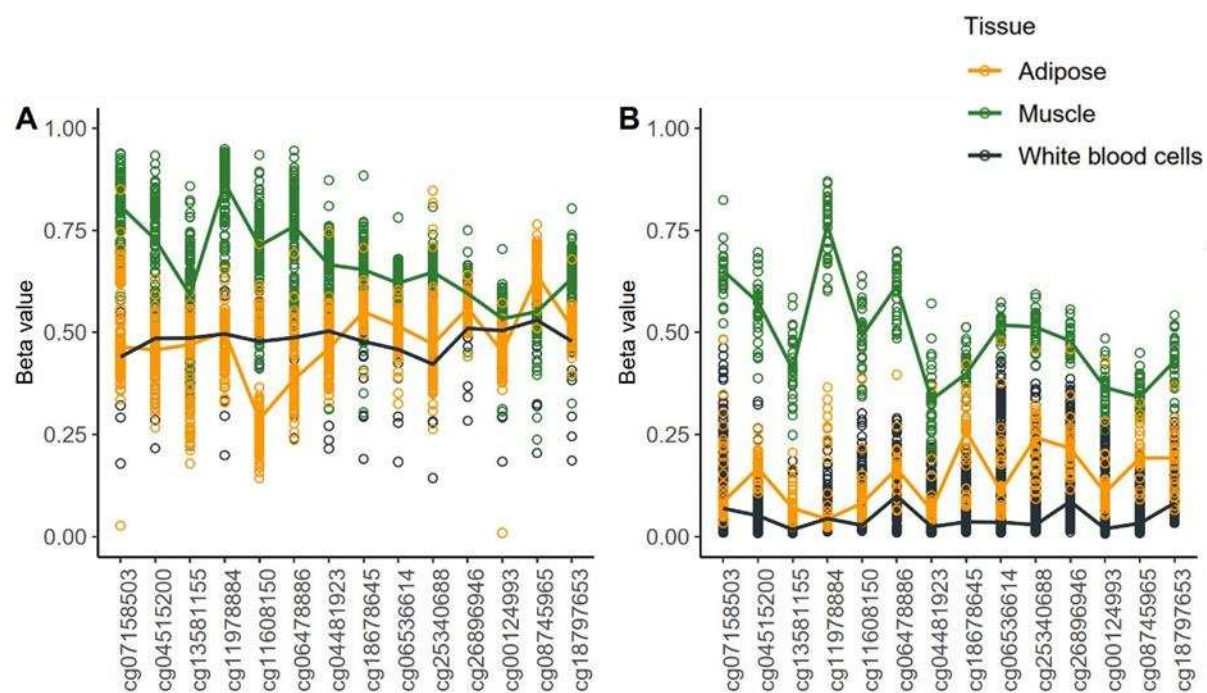 Tissue
Adipose
Muscle
White blood cells
A
1.00
0.75
0.50
0.25
0.00
Beta value
cg07158503
cg04515200
cg13581155
cg11978884
cg11608150
cg06478886
cg04481923
cg18678645
cg06536614
cg25340688
cg26896946
cg00124993
cg08745965
cg18797653
B
1.00
0.75
0.50
0.25
0.00
Beta value
cg07158503
cg04515200
cg13581155
cg11978884
cg11608150
cg06478886
cg04481923
cg18678645
cg06536614
cg25340688
cg26896946
cg00124993
cg08745965
cg18797653